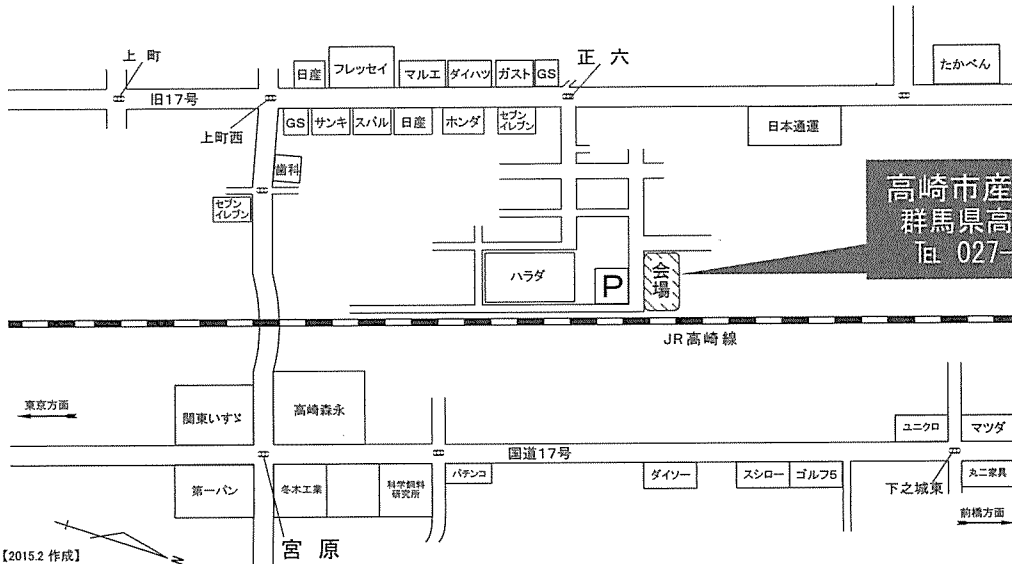 上 町
旧17号
上町西
日産
フレッセイ
マルエ
ダイハツ
ガスト
GS
正 六
たかべん
GS
サンキ
スバル
日産
ホンダ
セブン
イレブン
日本通運
歯科
セブン
イレブン
高崎市産
群馬県高
TEL 027-
ハラダ
P
会場
JR高崎線
東京方面
関東いすゞ
高崎森永
国道17号
ユニクロ
マツダ
第一パン
冬木工業
科学飼料
研究所
パチンコ
ダイソー
スシロー
ゴルフ5
下之城東
丸二家具
前橋方面
宮 原
N
【2015.2 作成】